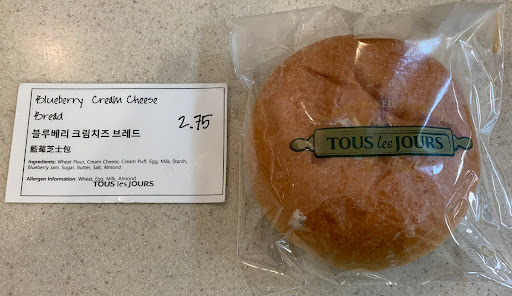 Blueberry Cream Cheese
Bread
2.75
블루베리 크림치즈 브레드
藍莓芝士包
Ingredients: Wheat Flour, Cream Cheese, Cream Puff, Egg, Milk, Starch,
Blueberry Jam, Sugar, Butter, Salt, Almond
Allergen Information: Wheat, Egg, Milk, Almond
TOUS les JOURS
TOUS les JOURS